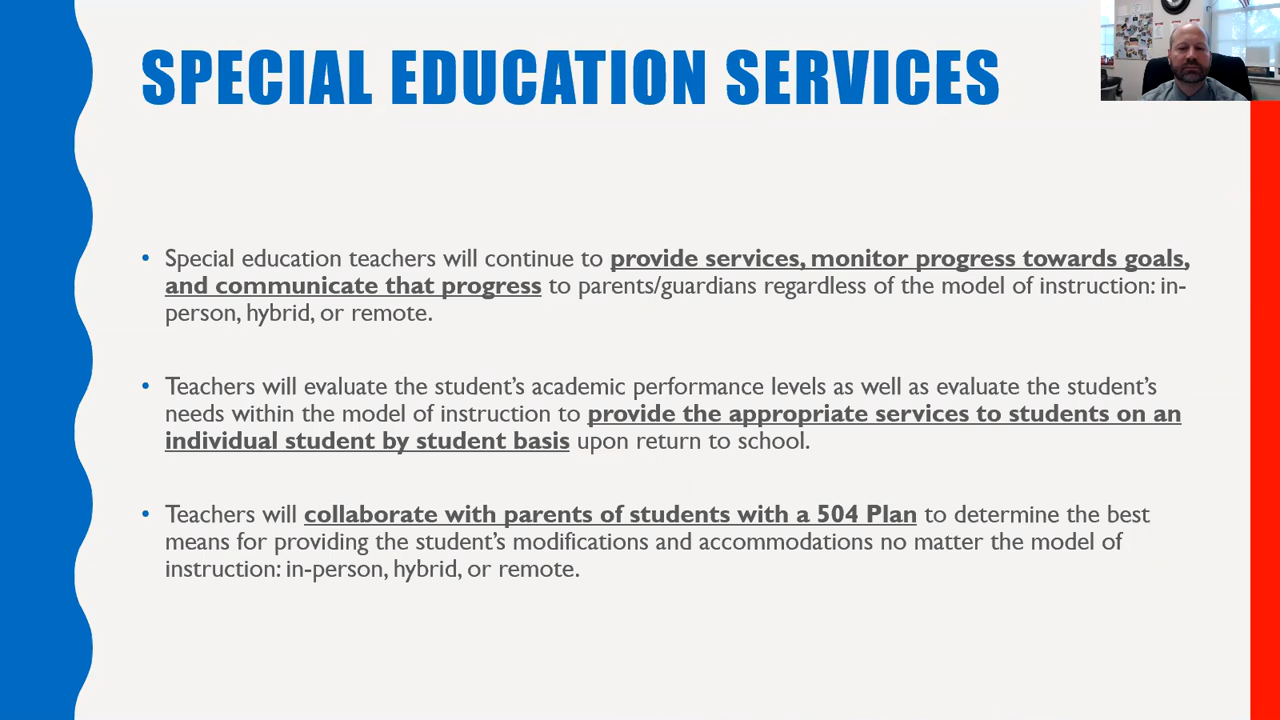 SPECIAL EDUCATION SERVICES
• Special education teachers will continue to provide services, monitor progress towards goals,
and communicate that progress to parents/guardians regardless of the model of instruction: in-
person, hybrid, or remote.
• Teachers will evaluate the student's academic performance levels as well as evaluate the student's
needs within the model of instruction to provide the appropriate services to students on an
individual student by student basis upon return to school.
• Teachers will collaborate with parents of students with a 504 Plan to determine the best
means for providing the student's modifications and accommodations no matter the model of
instruction: in-person, hybrid, or remote.